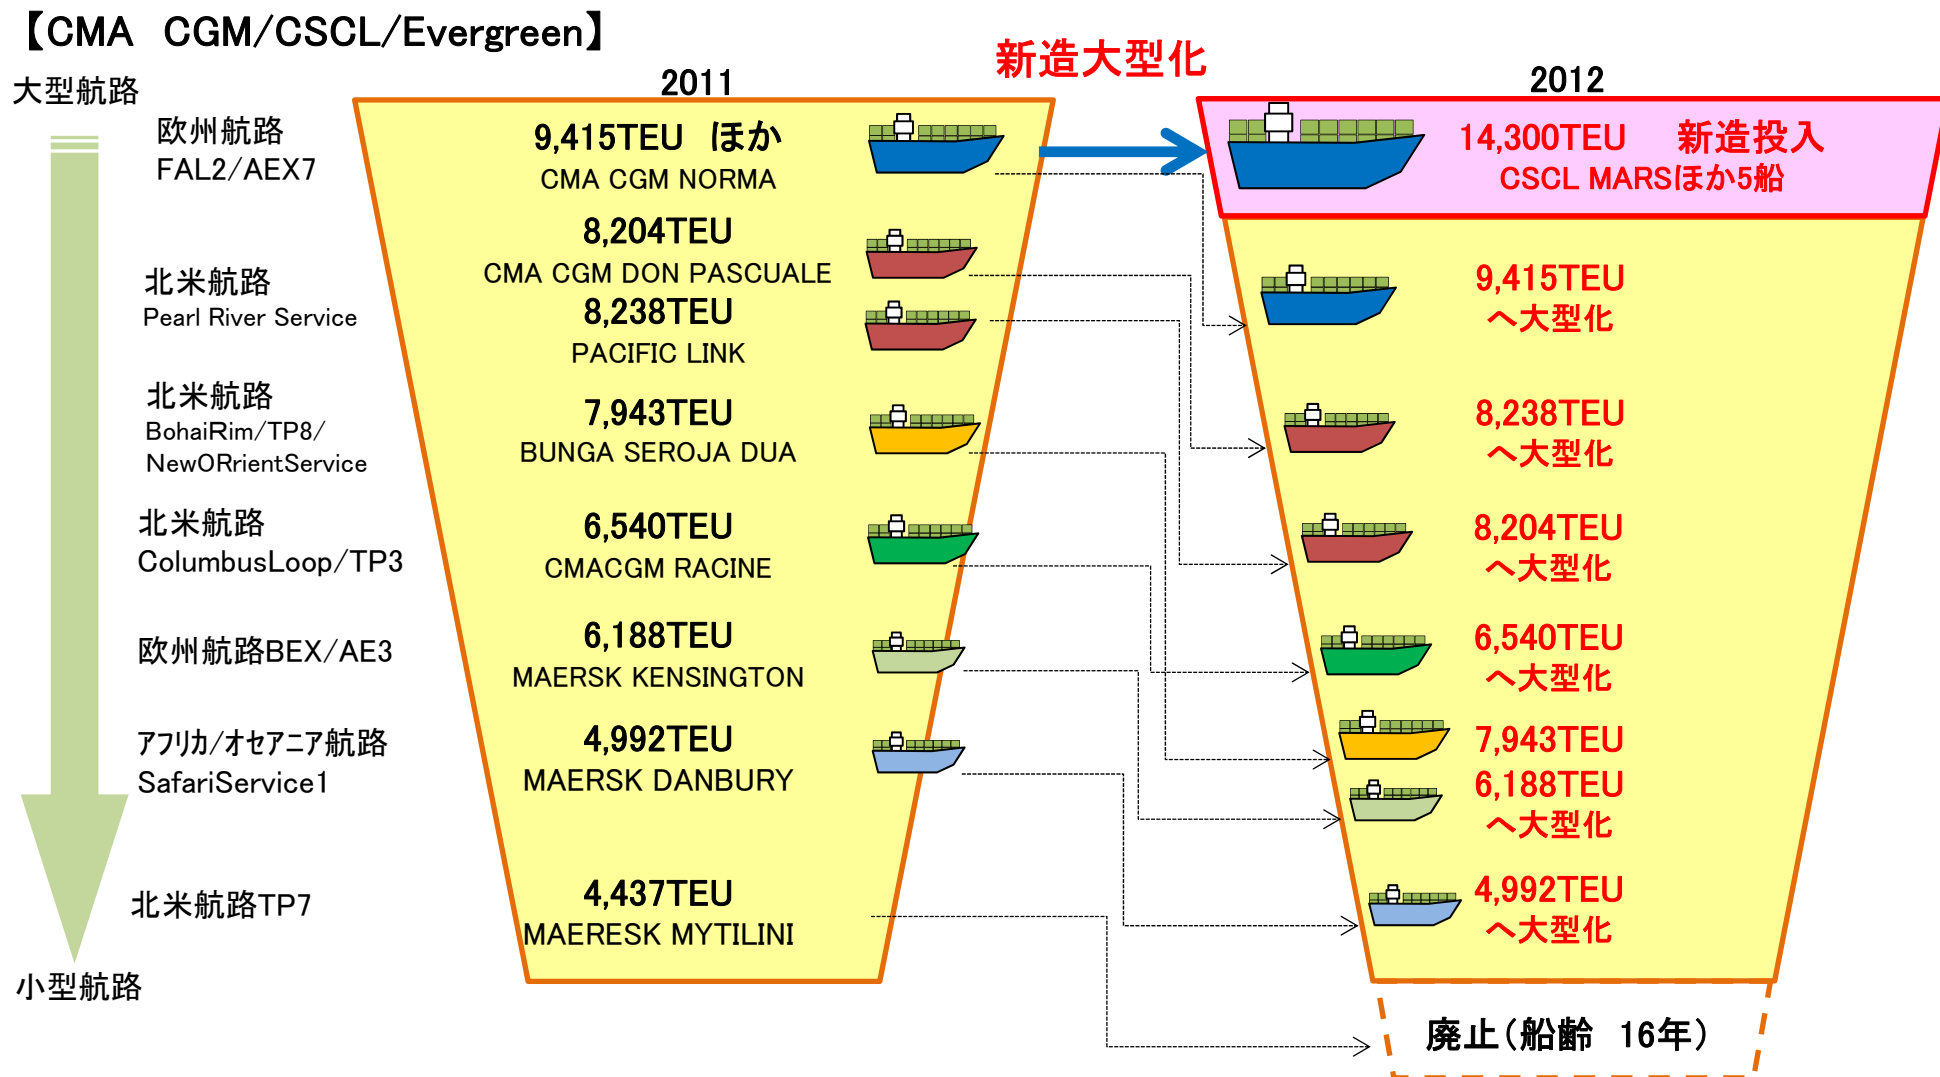 【CMA　CGM/CSCL/Evergreen】
新造大型化
大型航路
2011
2012
欧州航路
FAL2/AEX7
9,415TEU　ほか
CMA CGM NORMA
14,300TEU　新造投入
CSCL MARSほか5船
8,204TEU
CMA CGM DON PASCUALE
北米航路
Pearl River Service
8,238TEU
PACIFIC LINK
9,415TEU
へ大型化
北米航路
BohaiRim/TP8/
NewORrientService
7,943TEU
BUNGA SEROJA DUA
8,238TEU
へ大型化
北米航路
ColumbusLoop/TP3
6,540TEU
CMACGM RACINE
8,204TEU
へ大型化
欧州航路BEX/AE3
6,188TEU
MAERSK KENSINGTON
6,540TEU
へ大型化
アフリカ/オセアニア航路
SafariService1
4,992TEU
MAERSK DANBURY
7,943TEU
6,188TEU
へ大型化
北米航路TP7
4,437TEU
MAERESK MYTILINI
4,992TEU
へ大型化
小型航路
廃止（船齢　16年）